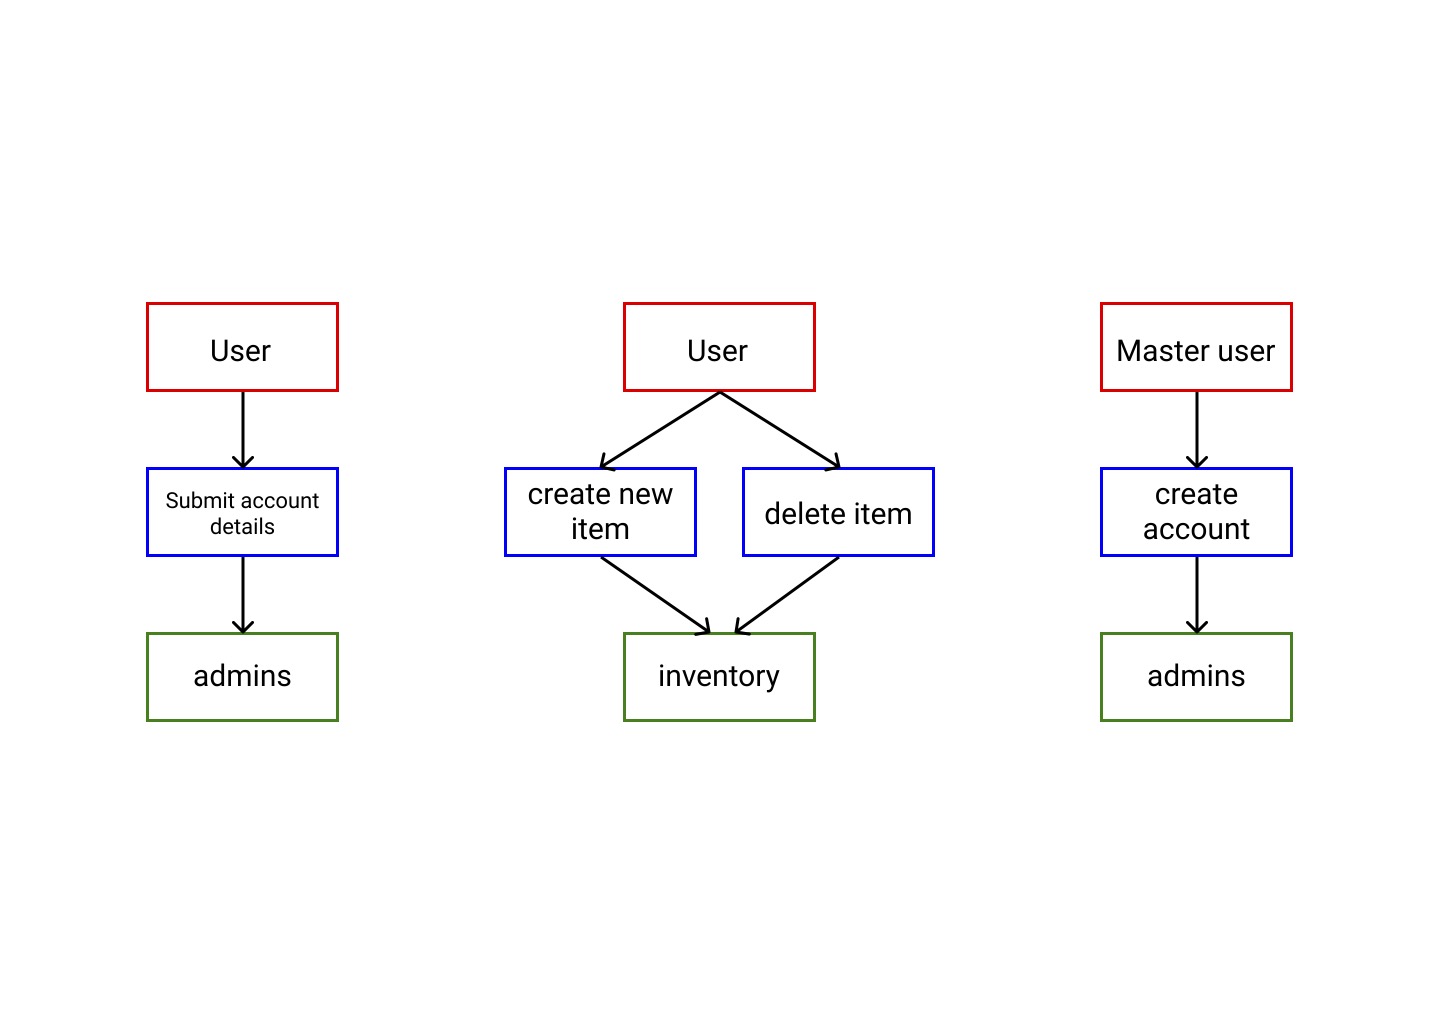 User
User
Master user
Submit account
details
create new
item
delete item
create
account
admins
inventory
admins